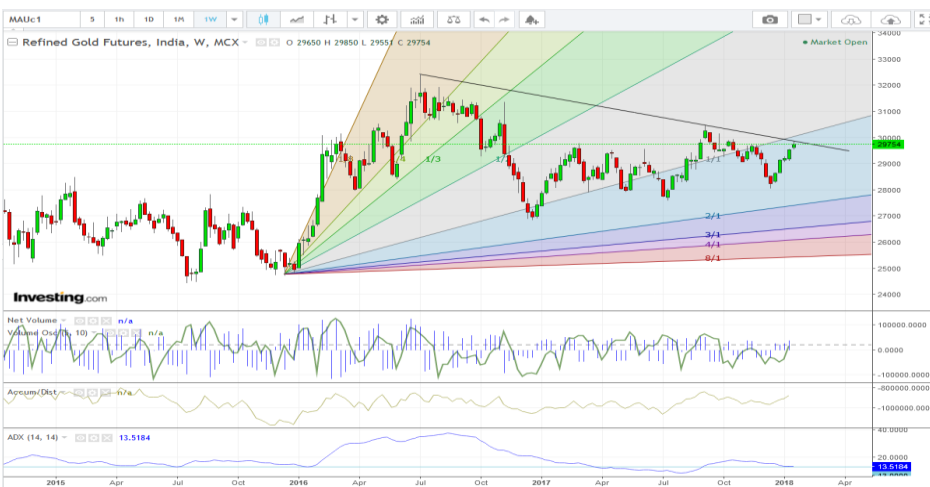 MAUc1 5 1h 1D 1M 1W
Refined Gold Futures, India, W, MCX O 29650 H 29850 L 29551 C 29754
Market Open
34000
33000
32000
31000
30000
29754
29000
28000
27000
26000
25000
24000
1/3
1/1
2/1
3/1
4/1
8/1
Investing.com
Net Volume n/a
n/a
100000.0000
0.0000
-100000.0000
Accum/Dist n/a
-800000.0000
-1000000.0000
ADX (14, 14) 13.5184
40.0000
20.0000
13.5184
2015 Apr Jul Oct 2016 Apr Jul Oct 2017 Apr Jul Oct 2018 Apr